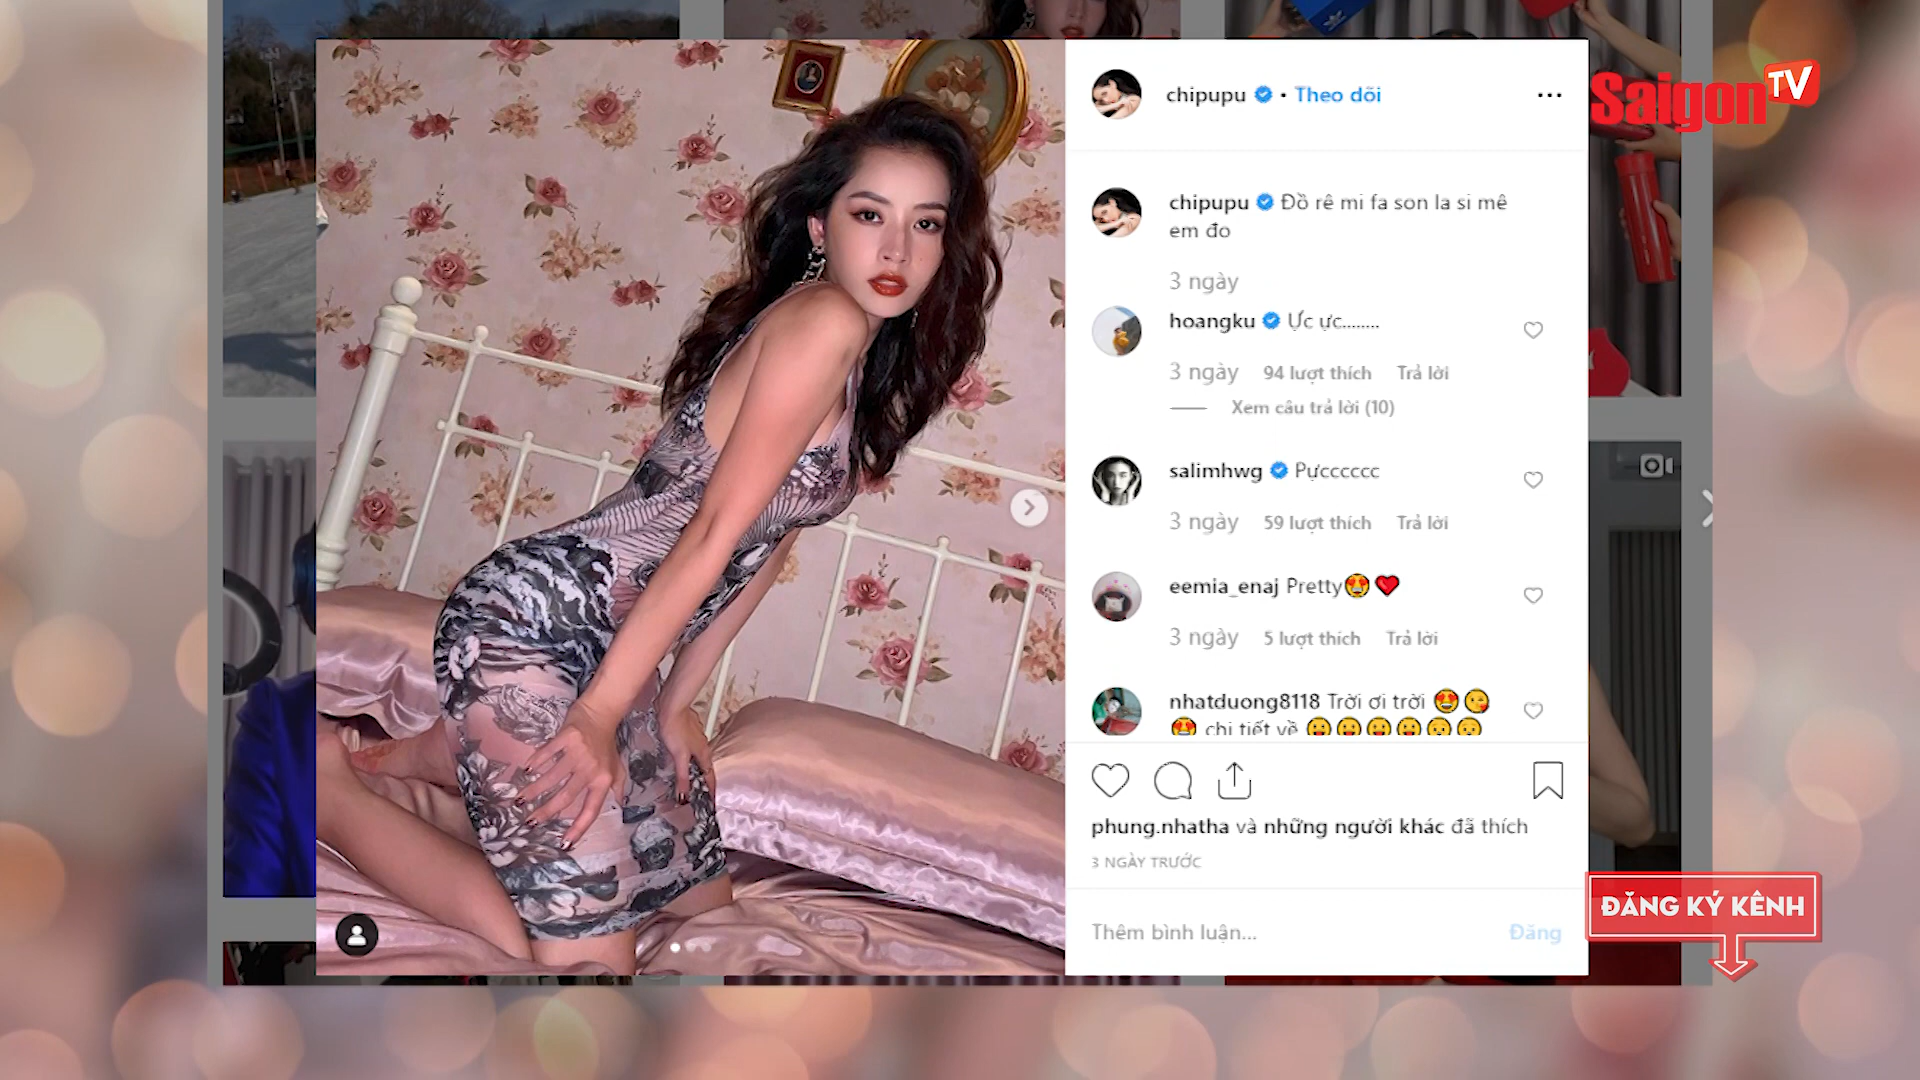 Saigon TV
chipupu • Theo dõi
chipupu Đồ rê mi fa son la si mê
em đo
3 ngày
hoangku Ực ực........
3 ngày 94 lượt thích Trả lời
Xem câu trả lời (10)
salimhwg Pựcccccc
3 ngày 59 lượt thích Trả lời
eemia_enaj Pretty😍❤
3 ngày 5 lượt thích Trả lời
nhatduong8118 Trời ơi trời 😍😘
😍 chi tiết về 😛😛😛😛😗😗
phung.nhatha và những người khác đã thích
3 NGÀY TRƯỚC
Thêm bình luận... Đăng
ĐĂNG KÝ KÊNH